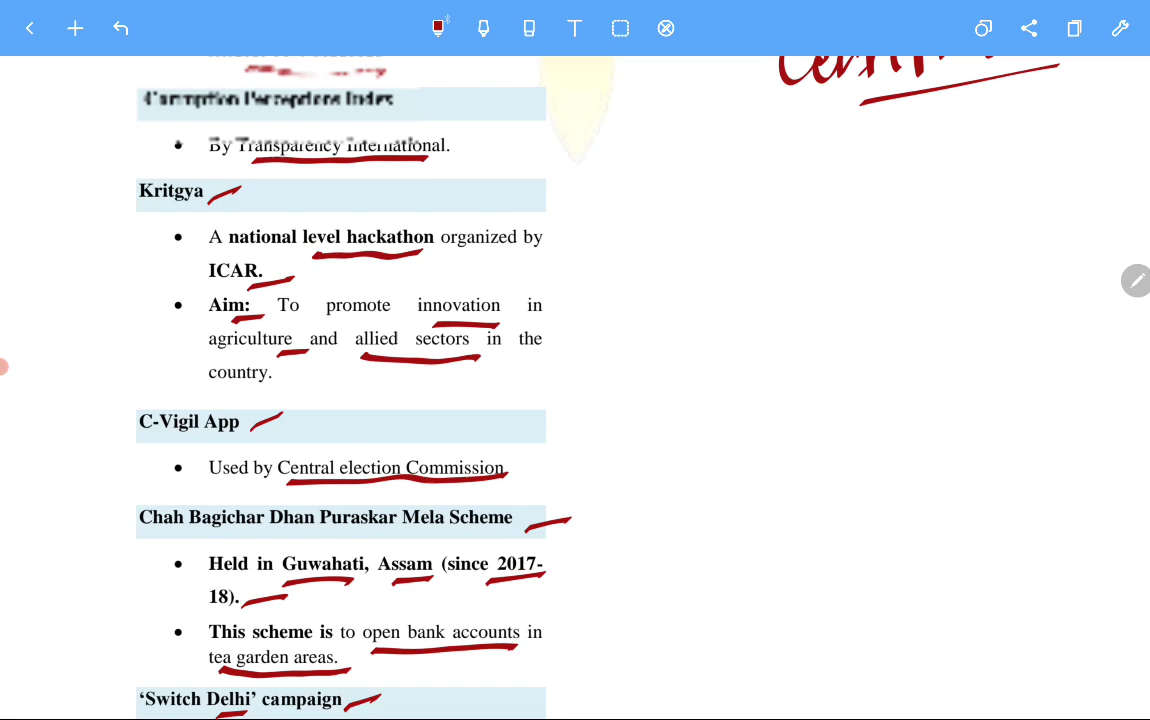 Corruption Perceptions Index
• By Transparency International.
Kritgya
• A national level hackathon organized by
ICAR.
• Aim: To promote innovation in
agriculture and allied sectors in the
country.
C-Vigil App
• Used by Central election Commission
Chah Bagichar Dhan Puraskar Mela Scheme
• Held in Guwahati, Assam (since 2017-
18).
• This scheme is to open bank accounts in
tea garden areas.
‘Switch Delhi’ campaign